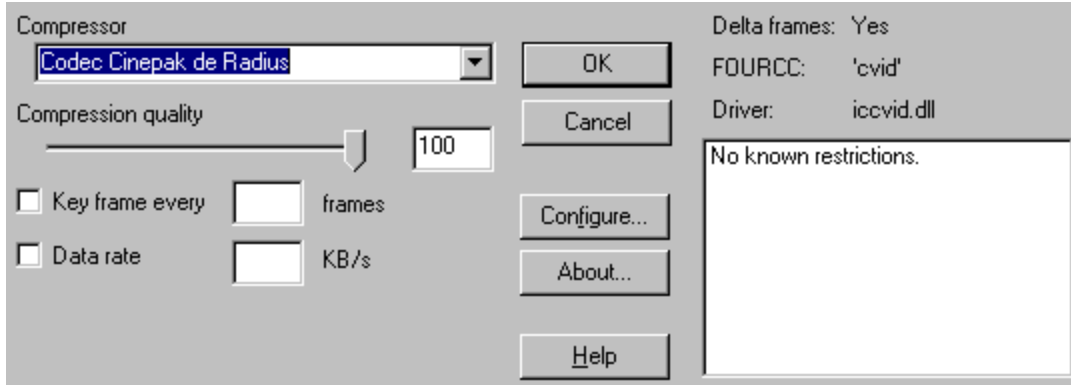 Compressor
Codec Cinepak de Radius
Compression quality
100
Key frame every frames
Data rate KB/s
OK
Cancel
Configure...
About...
Help
Delta frames: Yes
FOURCC: 'cvid'
Driver: iccvid.dll
No known restrictions.